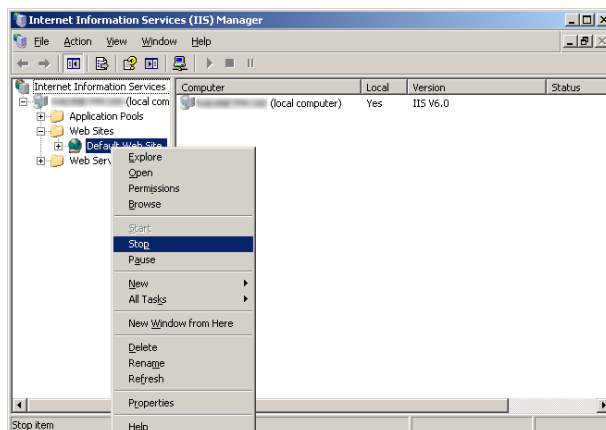 Internet Information Services (IIS) Manager
File Action View Window Help
Internet Information Services
(local com
Application Pools
Web Sites
Default Web Site
Web Serv
Computer Local Version Status
(local computer) Yes IIS V6.0
Explore
Open
Permissions
Browse
Start
Stop
Pause
New
All Tasks
New Window from Here
Delete
Rename
Refresh
Properties
Help
Stop item